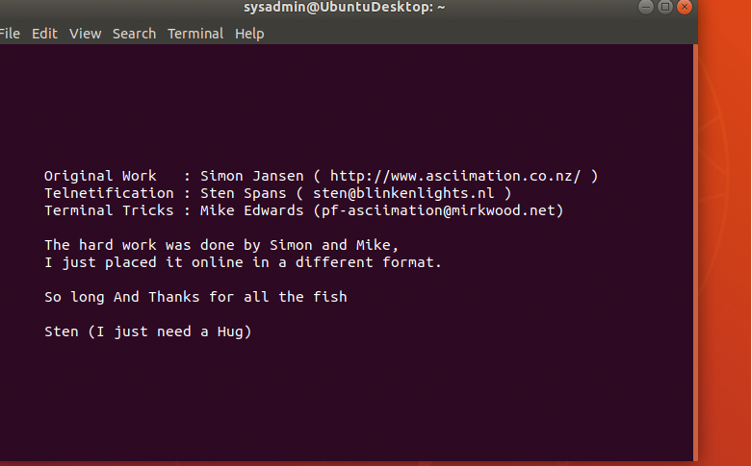 sysadmin@UbuntuDesktop: ~
File Edit View Search Terminal Help
Original Work   : Simon Jansen ( http://www.asciimation.co.nz/ )
Telnetification : Sten Spans ( sten@blinkenlights.nl )
Terminal Tricks : Mike Edwards (pf-asciimation@mirkwood.net)
The hard work was done by Simon and Mike,
I just placed it online in a different format.
So long And Thanks for all the fish
Sten (I just need a Hug)